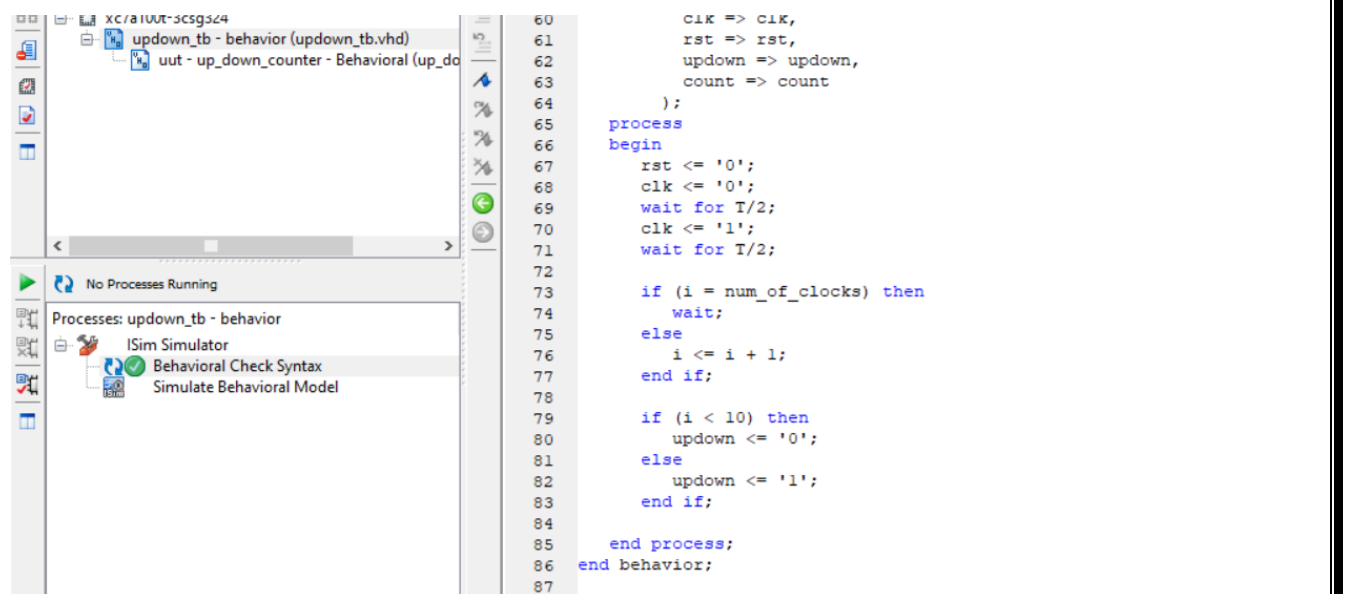 xc7a100t-3csg324
updown_tb - behavior (updown_tb.vhd)
uut - up_down_counter - Behavioral (up_do
No Processes Running
Processes: updown_tb - behavior
ISim Simulator
Behavioral Check Syntax
Simulate Behavioral Model
60 clk => clk,
61 rst => rst,
62 updown => updown,
63 count => count
64 );
65 process
66 begin
67 rst <= '0';
68 clk <= '0';
69 wait for T/2;
70 clk <= '1';
71 wait for T/2;
72
73 if (i = num_of_clocks) then
74 wait;
75 else
76 i <= i + 1;
77 end if;
78
79 if (i < 10) then
80 updown <= '0';
81 else
82 updown <= '1';
83 end if;
84
85 end process;
86 end behavior;
87